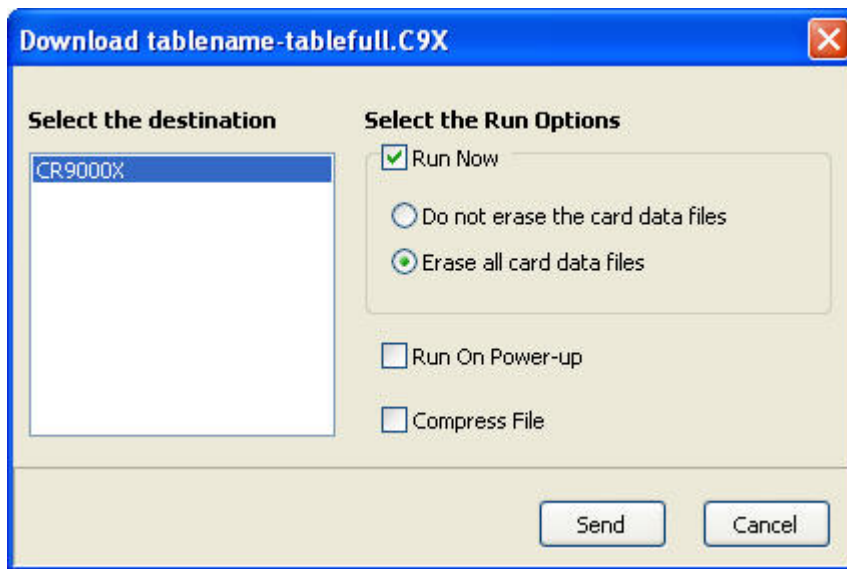 Download tablename-tablefull.C9X
Select the destination
CR9000X
Select the Run Options
Run Now
Do not erase the card data files
Erase all card data files
Run On Power-up
Compress File
Send
Cancel